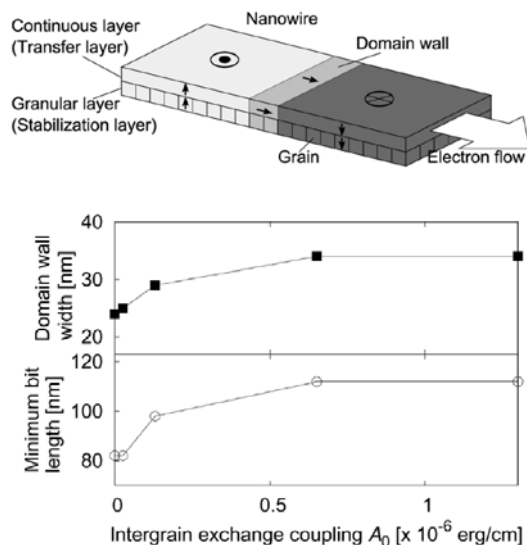 Nanowire
Continuous layer
(Transfer layer)
Domain wall
Granular layer
(Stabilization layer)
Grain
Electron flow
Domain wall
width [nm]
40
30
20
Minimum bit
length [nm]
120
100
80
0
0.5
1
Intergrain exchange coupling A0 [x 10-6 erg/cm]